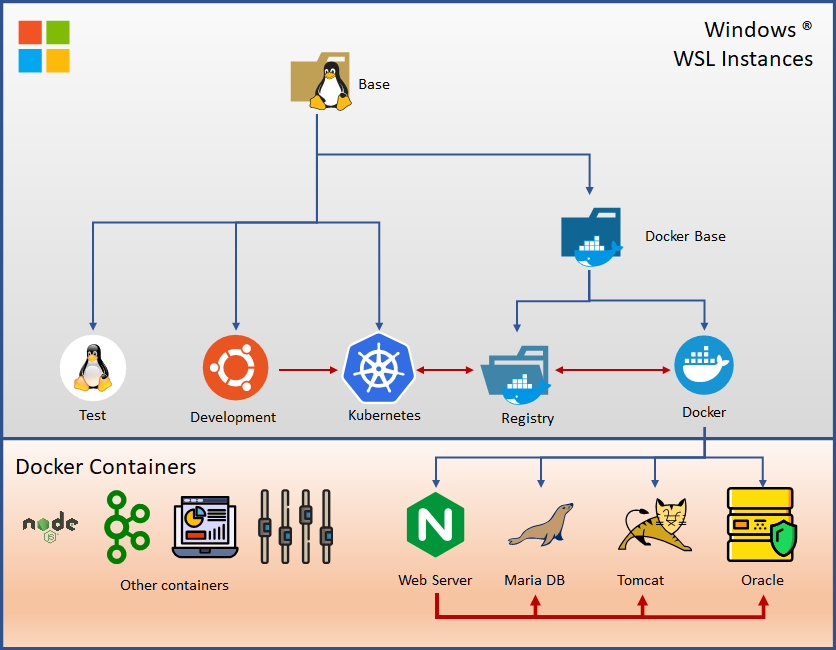 Windows ®
WSL Instances
Base
Docker Base
Test
Development
Kubernetes
Registry
Docker
Docker Containers
node
JS
Other containers
N
Web Server
Maria DB
Tomcat
Oracle